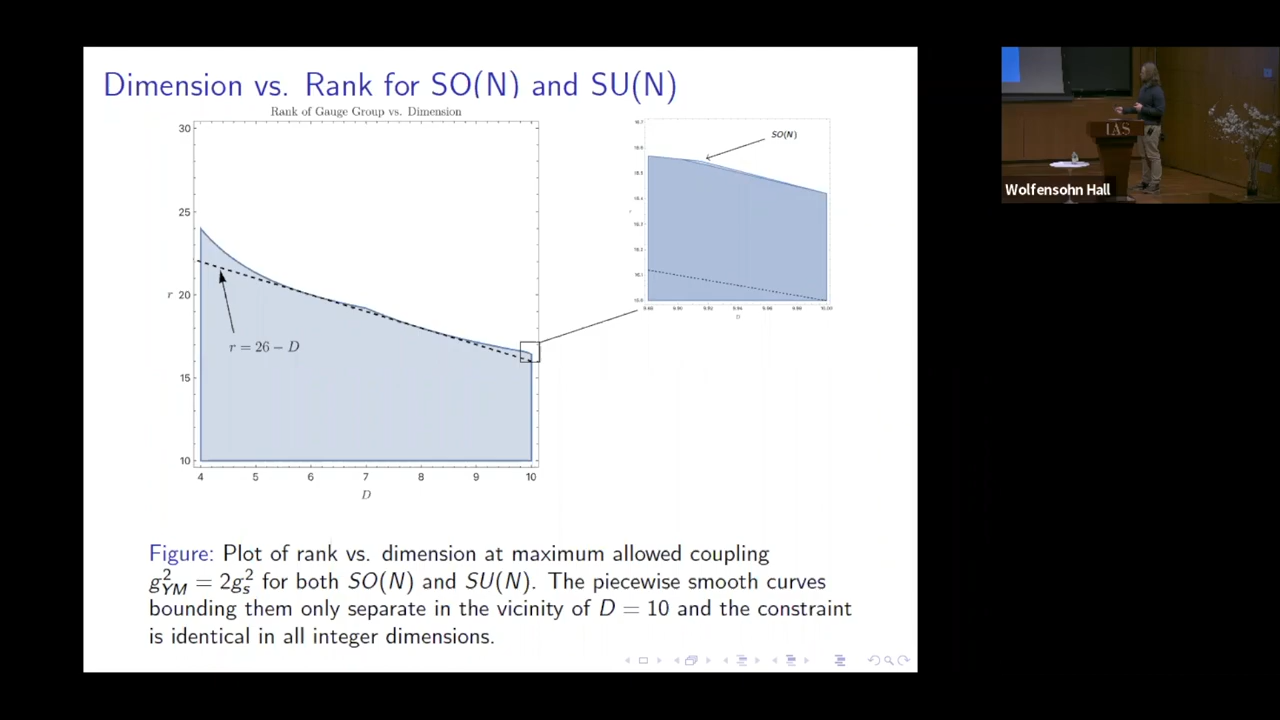 Dimension vs. Rank for SO(N) and SU(N)
Rank of Gauge Group vs. Dimension
30
25
r 20
15
10
r = 26 − D
4 5 6 7 8 9 10
D
SO(N)
D
Figure: Plot of rank vs. dimension at maximum allowed coupling
g²_YM = 2g²_s for both SO(N) and SU(N). The piecewise smooth curves
bounding them only separate in the vicinity of D = 10 and the constraint
is identical in all integer dimensions.
IAS
Wolfensohn Hall